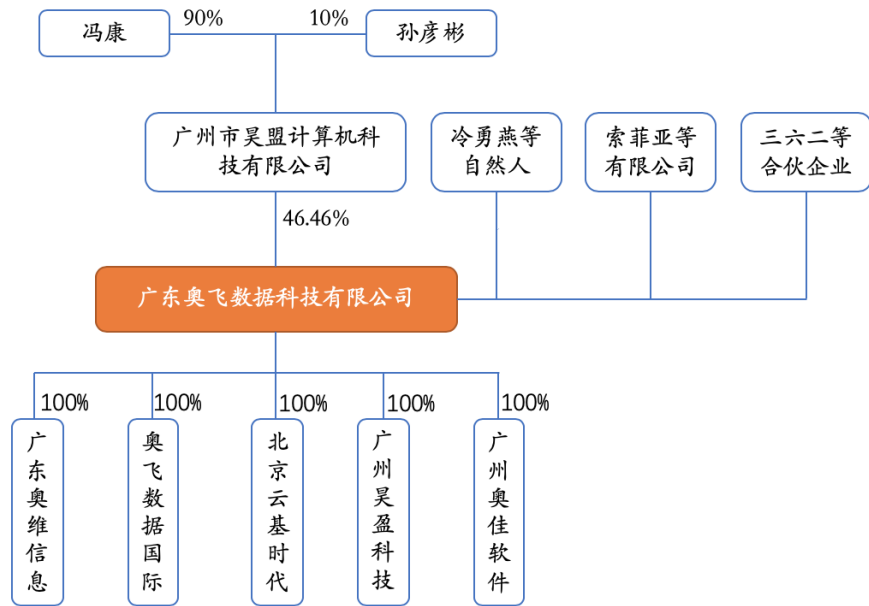 冯康
90%
10%
孙彦彬
广州市昊盟计算机科
技有限公司
冷勇燕等
自然人
索菲亚等
有限公司
三六二等
合伙企业
46.46%
广东奥飞数据科技有限公司
100%
100%
100%
100%
100%
广东奥维信息
奥飞数据国际
北京云基时代
广州昊盈科技
广州奥佳软件